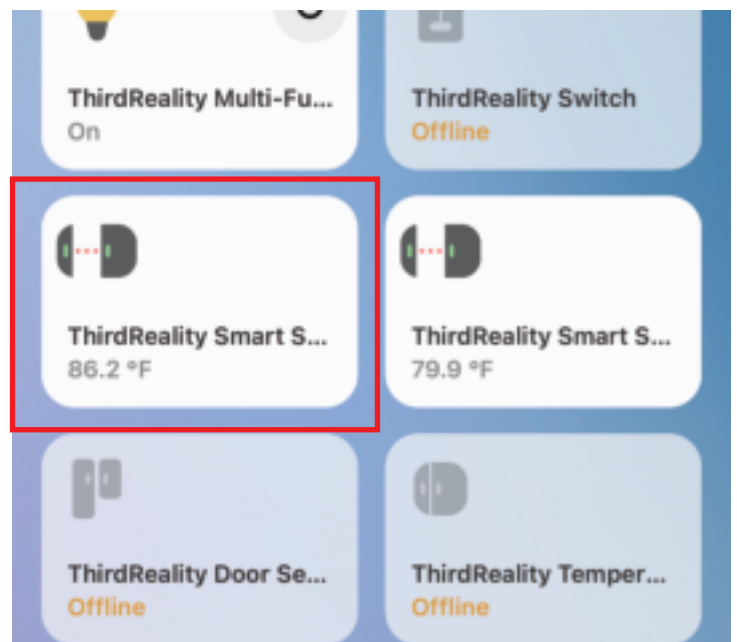 ThirdReality Multi-Fu...
On
ThirdReality Switch
Offline
ThirdReality Smart S...
86.2 °F
ThirdReality Smart S...
79.9 °F
ThirdReality Door Se...
Offline
ThirdReality Temper...
Offline